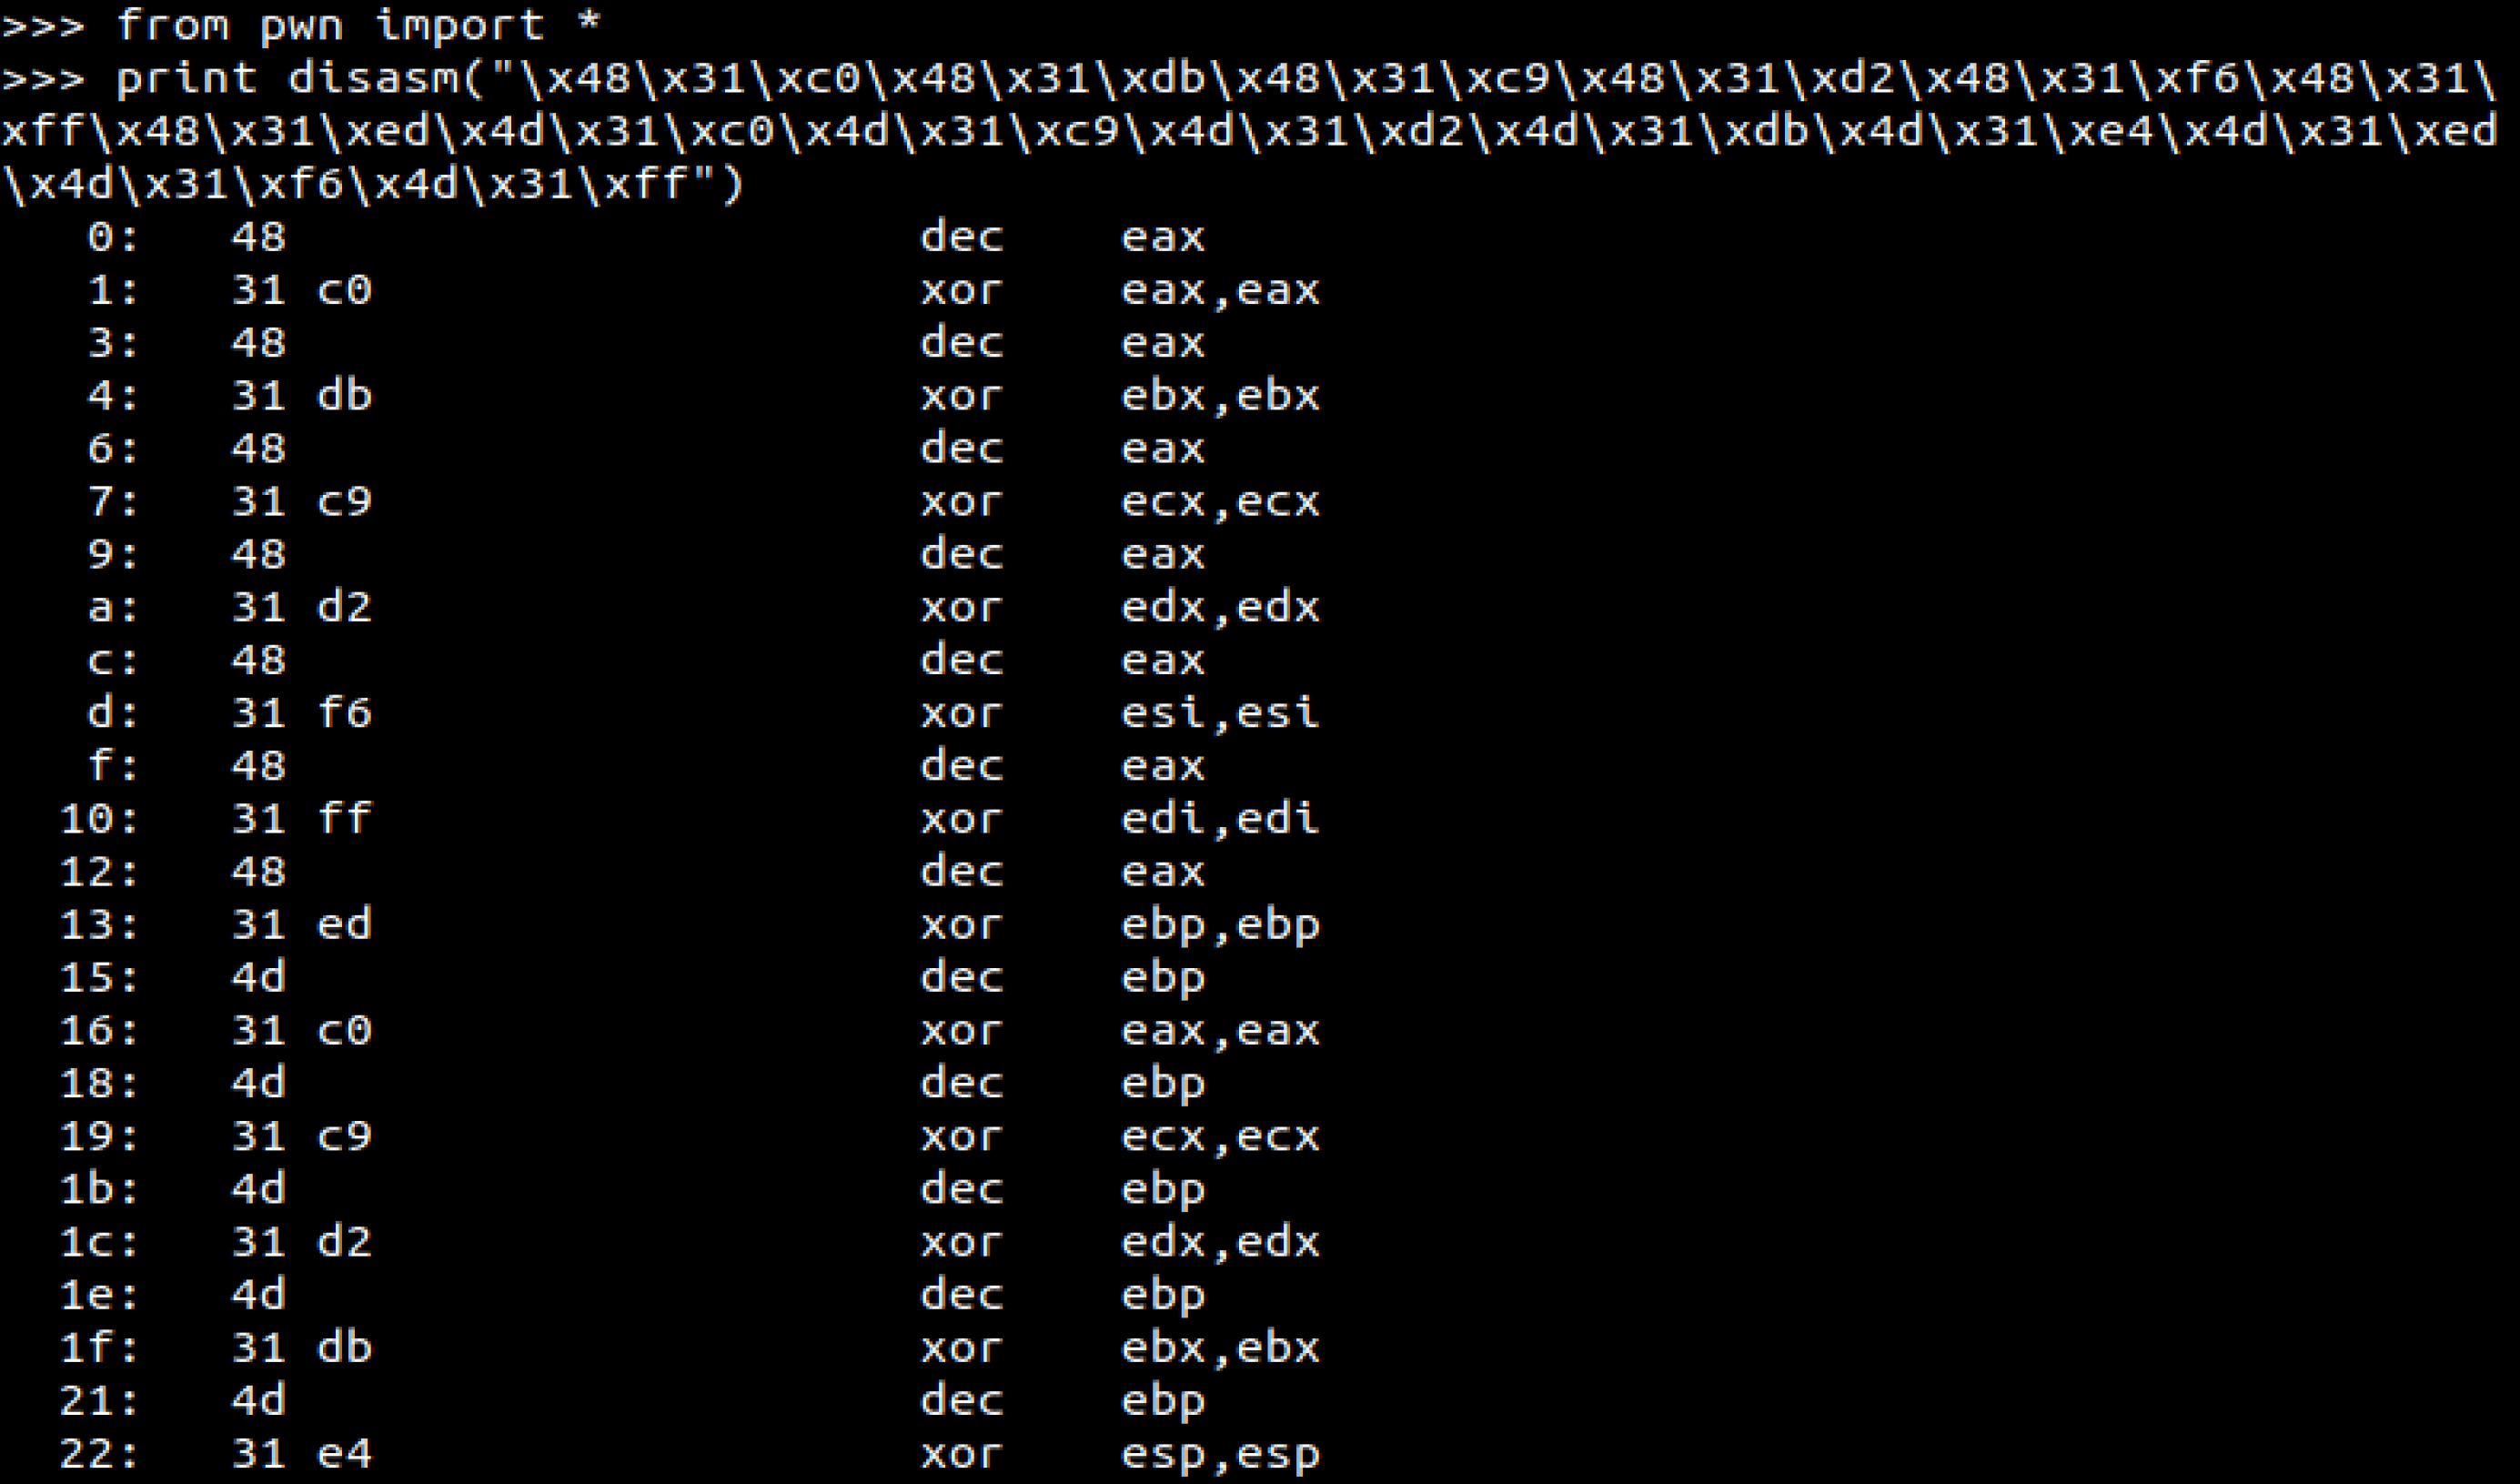 >>> from pwn import *
>>> print disasm("\x48\x31\xc0\x48\x31\xdb\x48\x31\xc9\x48\x31\xd2\x48\x31\xf6\x48\x31\
xff\x48\x31\xed\x4d\x31\xc0\x4d\x31\xc9\x4d\x31\xd2\x4d\x31\xdb\x4d\x31\xe4\x4d\x31\xed
\x4d\x31\xf6\x4d\x31\xff")
0: 48 dec eax
1: 31 c0 xor eax,eax
3: 48 dec eax
4: 31 db xor ebx,ebx
6: 48 dec eax
7: 31 c9 xor ecx,ecx
9: 48 dec eax
a: 31 d2 xor edx,edx
c: 48 dec eax
d: 31 f6 xor esi,esi
f: 48 dec eax
10: 31 ff xor edi,edi
12: 48 dec eax
13: 31 ed xor ebp,ebp
15: 4d dec ebp
16: 31 c0 xor eax,eax
18: 4d dec ebp
19: 31 c9 xor ecx,ecx
1b: 4d dec ebp
1c: 31 d2 xor edx,edx
1e: 4d dec ebp
1f: 31 db xor ebx,ebx
21: 4d dec ebp
22: 31 e4 xor esp,esp